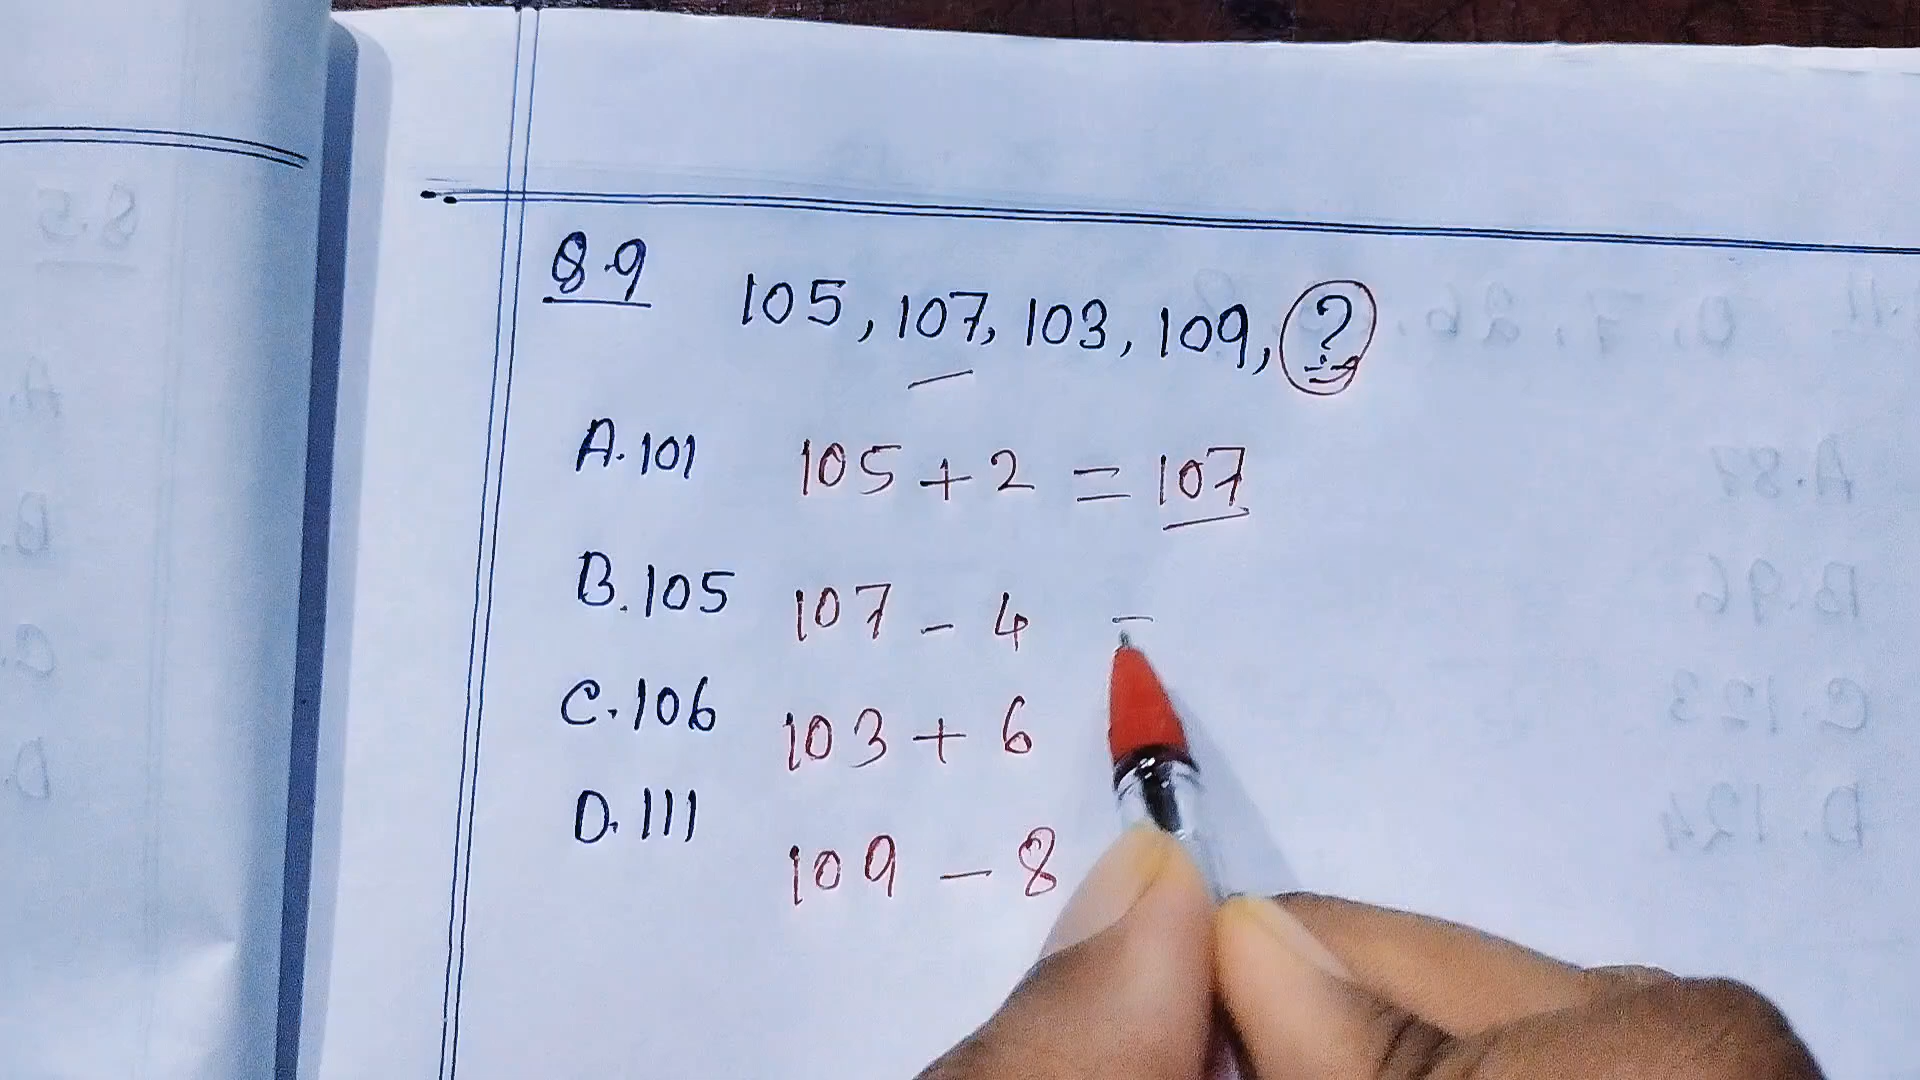 Q.9 105, 107, 103, 109, ?
A. 101 105 + 2 = 107
B. 105 107 - 4 -
C. 106 103 + 6
D. 111 109 - 8